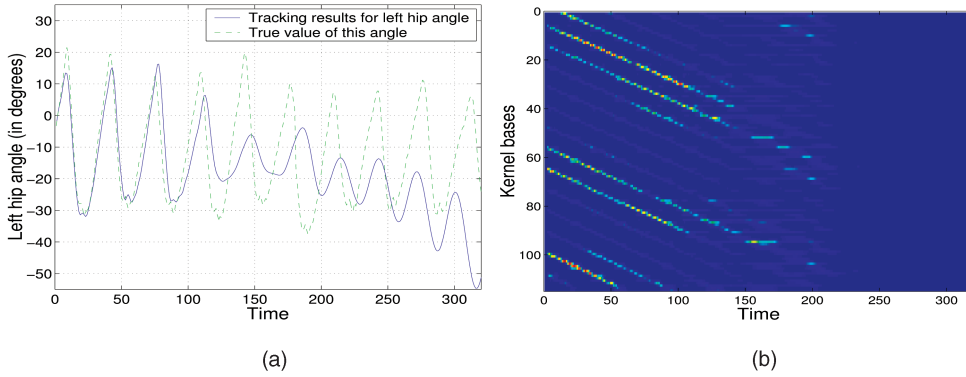 Tracking results for left hip angle
True value of this angle
Left hip angle (in degrees)
30
20
10
0
−10
−20
−30
−40
−50
0 50 100 150 200 250 300
Time
(a)
Kernel bases
0
20
40
60
80
100
0 50 100 150 200 250 300
Time
(b)